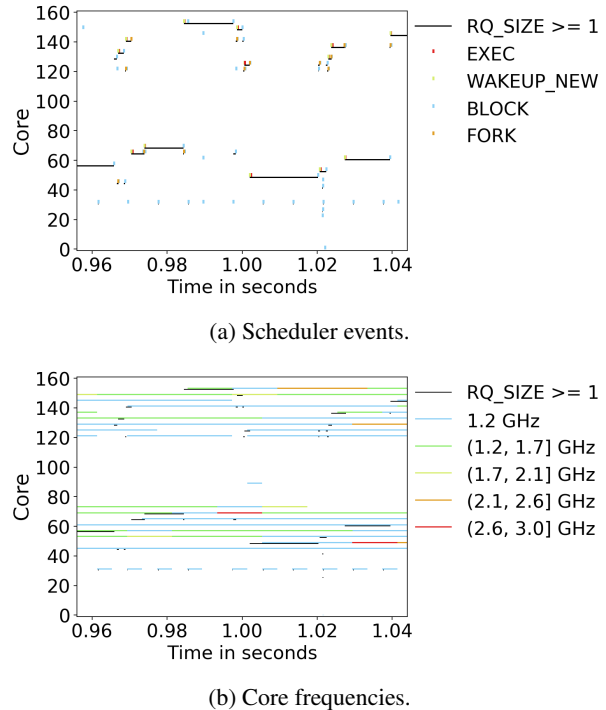 160
140
120
100
80
60
40
20
0
Core
0.96 0.98 1.00 1.02 1.04
Time in seconds
RQ_SIZE >= 1
EXEC
WAKEUP_NEW
BLOCK
FORK
(a) Scheduler events.
160
140
120
100
80
60
40
20
0
Core
0.96 0.98 1.00 1.02 1.04
Time in seconds
RQ_SIZE >= 1
1.2 GHz
(1.2, 1.7] GHz
(1.7, 2.1] GHz
(2.1, 2.6] GHz
(2.6, 3.0] GHz
(b) Core frequencies.